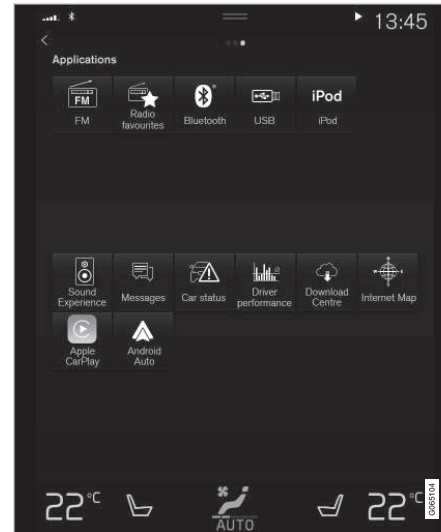 13:45
Applications
FM
FM
Radio
favourites
Bluetooth
USB
iPod
iPod
Sound
Experience
Messages
Car status
Driver
performance
Download
Centre
Internet Map
Apple
CarPlay
Android
Auto
22°C
AUTO
22°C
G065104